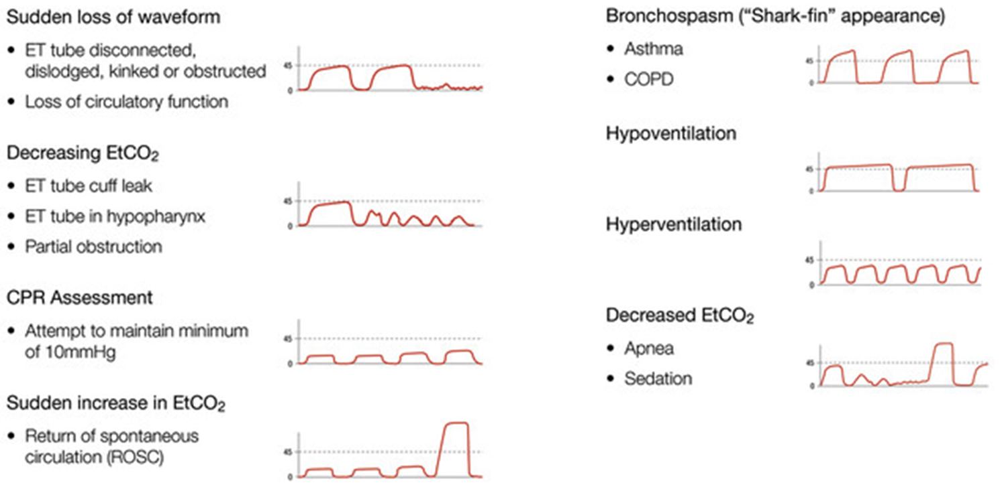 Sudden loss of waveform
• ET tube disconnected,
dislodged, kinked or obstructed
• Loss of circulatory function
45
0
Decreasing EtCO₂
• ET tube cuff leak
• ET tube in hypopharynx
• Partial obstruction
45
0
CPR Assessment
• Attempt to maintain minimum
of 10mmHg
45
0
Sudden increase in EtCO₂
• Return of spontaneous
circulation (ROSC)
45
0
Bronchospasm (“Shark-fin” appearance)
• Asthma
• COPD
45
0
Hypoventilation
45
0
Hyperventilation
45
0
Decreased EtCO₂
• Apnea
• Sedation
45
0